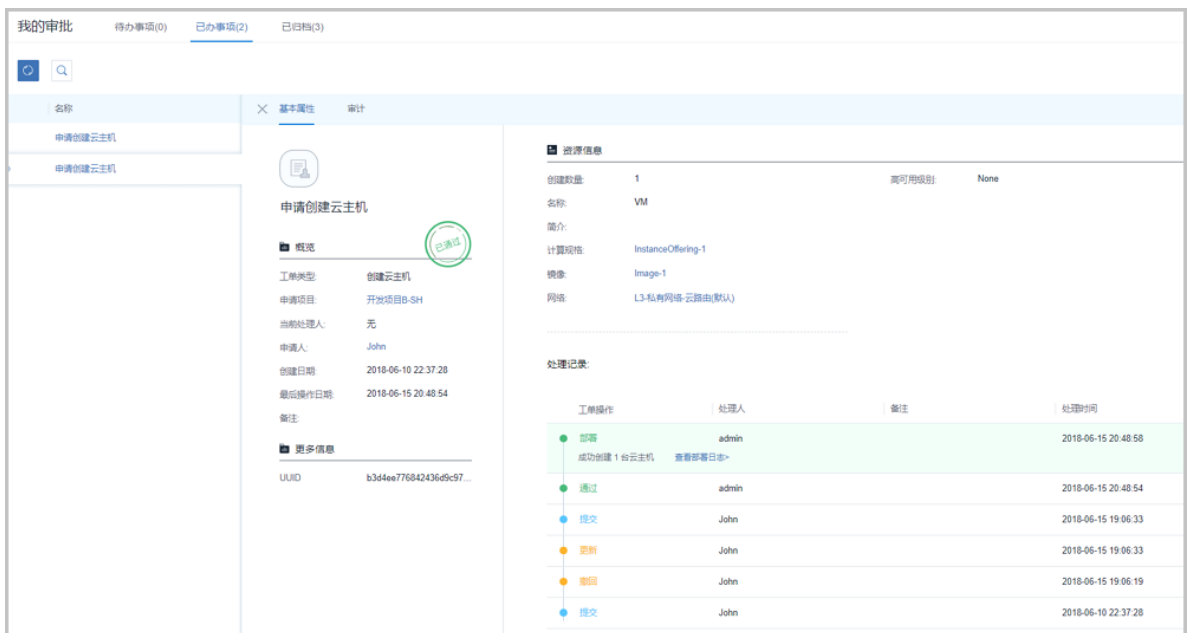 我的审批 待办事项(0) 已办事项(2) 已归档(3)
名称
申请创建云主机
申请创建云主机
基本属性 审计
申请创建云主机
已通过
概览
工单类型: 创建云主机
申请项目: 开发项目B-SH
当前处理人: 无
申请人: John
创建日期: 2018-06-10 22:37:28
最后操作日期: 2018-06-15 20:48:54
备注:
更多信息
UUID b3d4ee776842436d9c97...
资源信息
创建数量: 1 高可用级别: None
名称: VM
简介:
计算规格: InstanceOffering-1
镜像: Image-1
网络: L3-私有网络-云路由(默认)
处理记录:
工单操作 处理人 备注 处理时间
部署 admin 2018-06-15 20:48:58
成功创建 1 台云主机 查看部署日志>
通过 admin 2018-06-15 20:48:54
提交 John 2018-06-15 19:06:33
更新 John 2018-06-15 19:06:33
撤回 John 2018-06-15 19:06:19
提交 John 2018-06-10 22:37:28